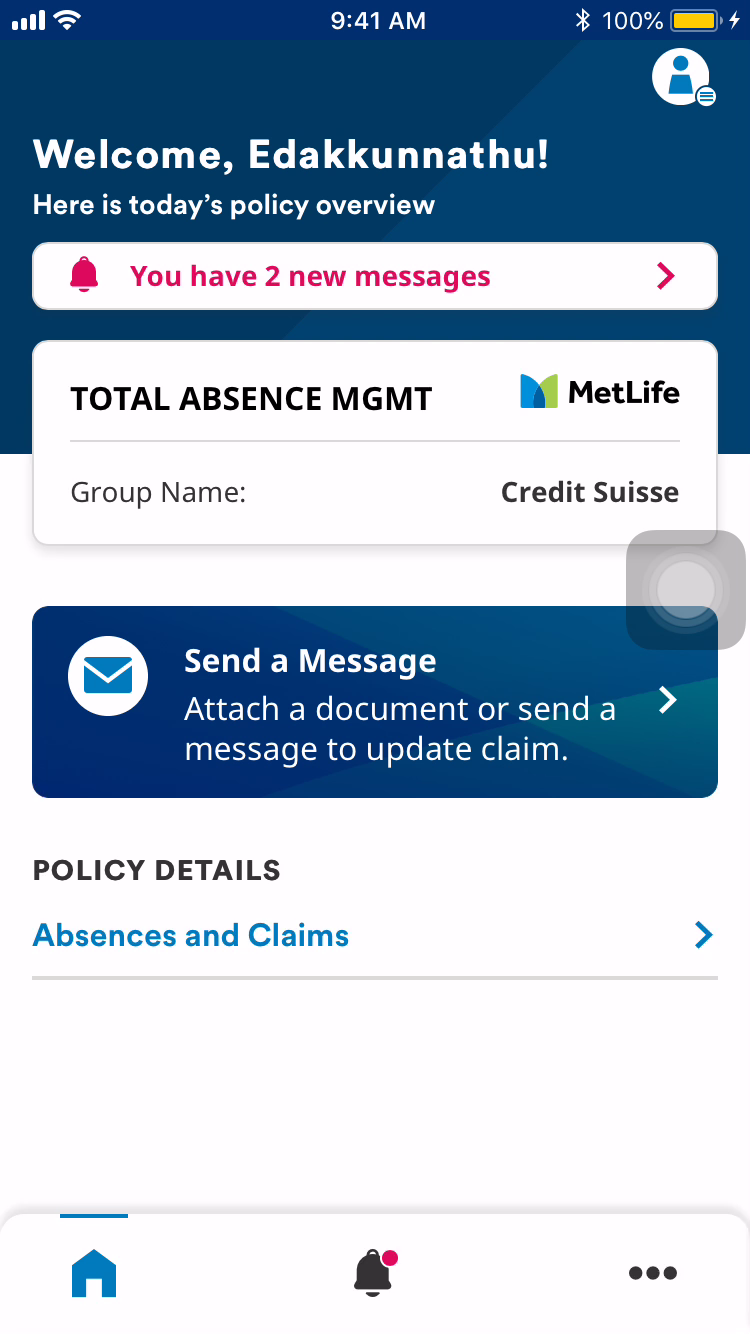 9:41 AM
100%
Welcome, Edakkunnathu!
Here is today’s policy overview
You have 2 new messages
TOTAL ABSENCE MGMT
MetLife
Group Name:
Credit Suisse
Send a Message
Attach a document or send a
message to update claim.
POLICY DETAILS
Absences and Claims